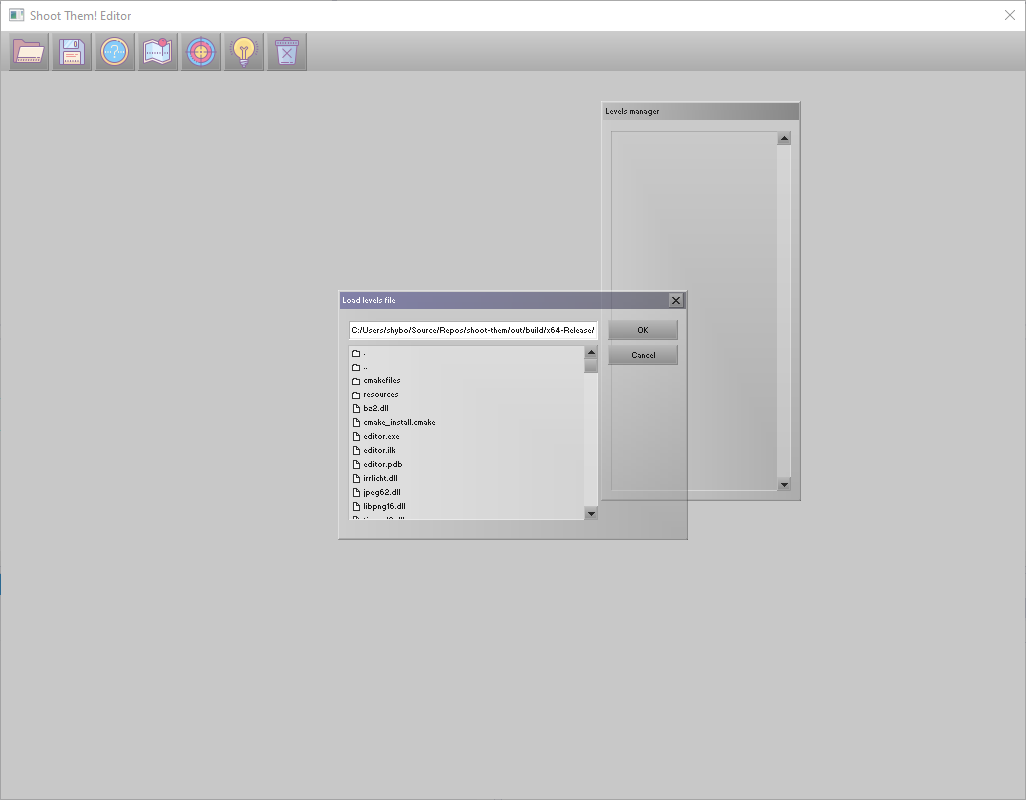 Shoot Them! Editor
Levels manager
Load levels file
C:/Users/shybo/Source/Repos/shoot-them/out/build/x64-Release/
OK
.
Cancel
..
cmakefiles
resources
bz2.dll
cmake_install.cmake
editor.exe
editor.ilk
editor.pdb
irrlicht.dll
jpeg62.dll
libpng16.dll